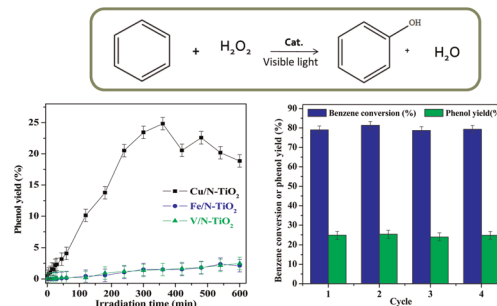 OH
+ H₂O₂ Cat. + H₂O
Visible light
Phenol yield (%)
25
20
15
10
5
0
Cu/N-TiO₂
Fe/N-TiO₂
V/N-TiO₂
0 100 200 300 400 500 600
Irradiation time (min)
Benzene conversion or phenol yield (%)
Benzene conversion (%) Phenol yield(%
90
80
70
60
50
40
30
20
10
0
1 2 3 4
Cycle